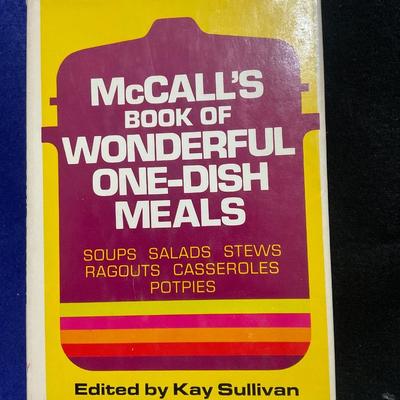 McCALL'S
BOOK OF
WONDERFUL
ONE-DISH
MEALS
SOUPS SALADS STEWS
RAGOUTS CASSEROLES
POTPIES
Edited by Kay Sullivan